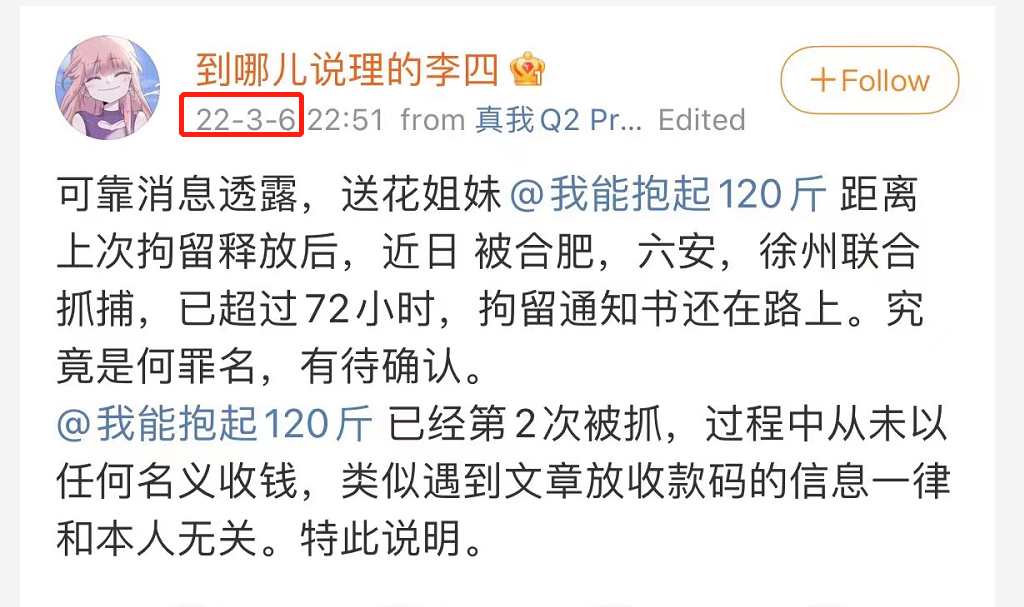 到哪儿说理的李四
+Follow
22-3-6 22:51 from 真我Q2 Pr... Edited
可靠消息透露，送花姐妹@我能抱起120斤 距离
上次拘留释放后，近日 被合肥，六安，徐州联合
抓捕，已超过72小时，拘留通知书还在路上。究
竟是何罪名，有待确认。
@我能抱起120斤 已经第2次被抓，过程中从未以
任何名义收钱，类似遇到文章放收款码的信息一律
和本人无关。特此说明。